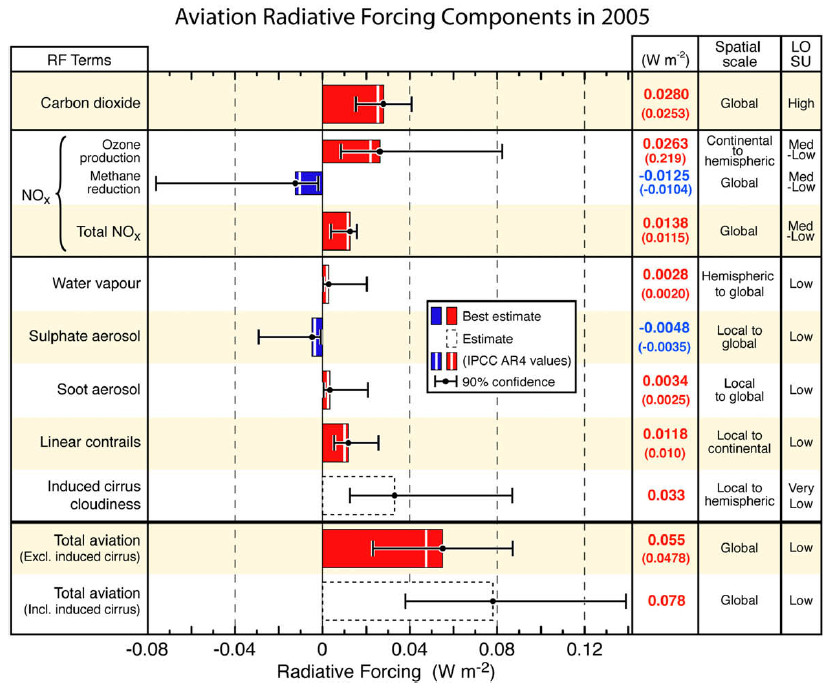 Aviation Radiative Forcing Components in 2005
RF Terms
(W m-2)
Spatial
scale
LO
SU
Carbon dioxide
0.0280
(0.0253)
Global
High
NOx
Ozone
production
0.0263
(0.219)
Continental
to
hemispheric
Med
-Low
Methane
reduction
-0.0125
(-0.0104)
Global
Med
-Low
Total NOx
0.0138
(0.0115)
Global
Med
-Low
Water vapour
0.0028
(0.0020)
Hemispheric
to global
Low
Sulphate aerosol
-0.0048
(-0.0035)
Local to
global
Low
Soot aerosol
0.0034
(0.0025)
Local
to global
Low
Linear contrails
0.0118
(0.010)
Local to
continental
Low
Induced cirrus
cloudiness
0.033
Local to
hemispheric
Very
Low
Total aviation
(Excl. induced cirrus)
0.055
(0.0478)
Global
Low
Total aviation
(Incl. induced cirrus)
0.078
Global
Low
Best estimate
Estimate
(IPCC AR4 values)
90% confidence
-0.08 -0.04 0 0.04 0.08 0.12
Radiative Forcing (W m-2)